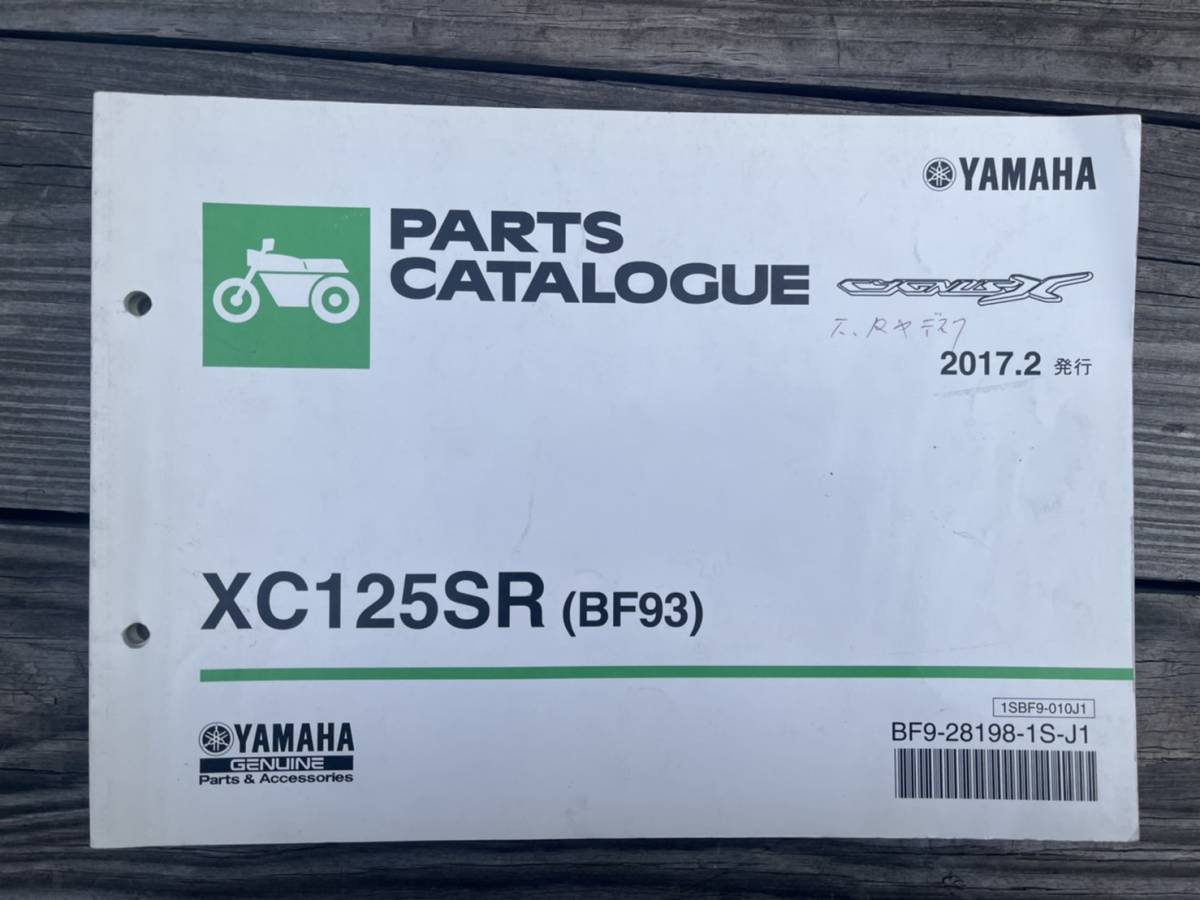 YAMAHA
PARTS
CATALOGUE
CYGNUS X
2017.2 発行
XC125SR (BF93)
YAMAHA
GENUINE
Parts & Accessories
1SBF9-010J1
BF9-28198-1S-J1